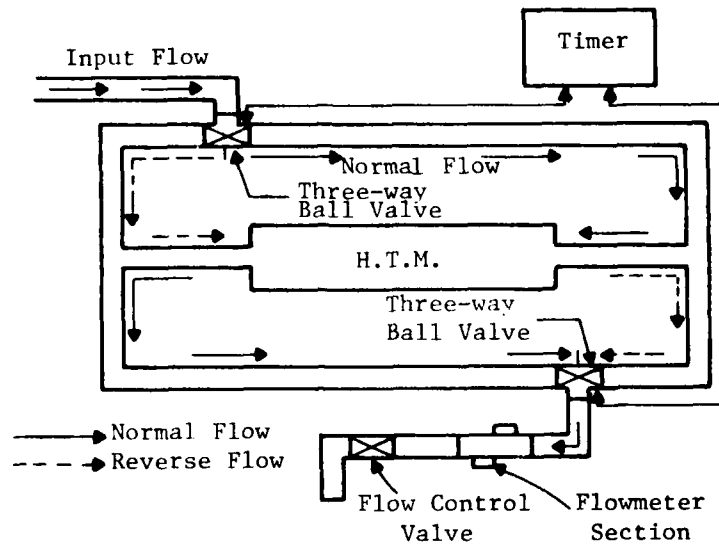 Input Flow
Timer
Normal Flow
Three-way
Ball Valve
H.T.M.
Three-way
Ball Valve
Normal Flow
Reverse Flow
Flow Control
Valve
Flowmeter
Section